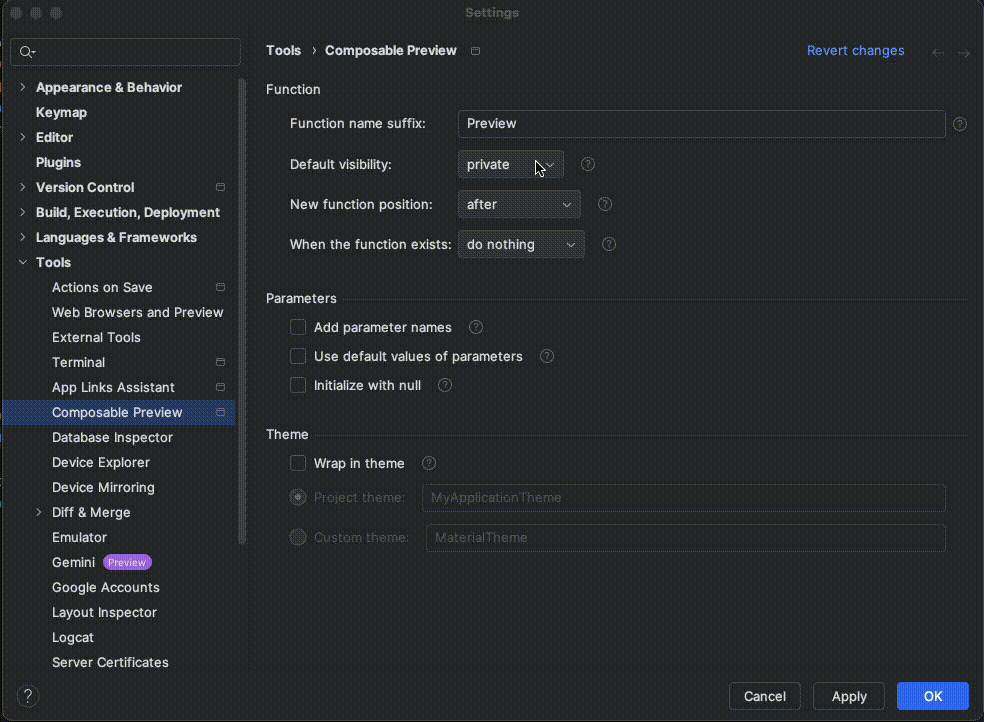 Settings
Tools › Composable Preview
Revert changes
Appearance & Behavior
Keymap
Editor
Plugins
Version Control
Build, Execution, Deployment
Languages & Frameworks
Tools
Actions on Save
Web Browsers and Preview
External Tools
Terminal
App Links Assistant
Composable Preview
Database Inspector
Device Explorer
Device Mirroring
Diff & Merge
Emulator
Gemini Preview
Google Accounts
Layout Inspector
Logcat
Server Certificates
?
Function
Function name suffix: Preview ?
Default visibility: private ?
New function position: after ?
When the function exists: do nothing ?
Parameters
Add parameter names ?
Use default values of parameters ?
Initialize with null ?
Theme
Wrap in theme ?
Project theme: MyApplicationTheme
Custom theme: MaterialTheme
Cancel Apply OK